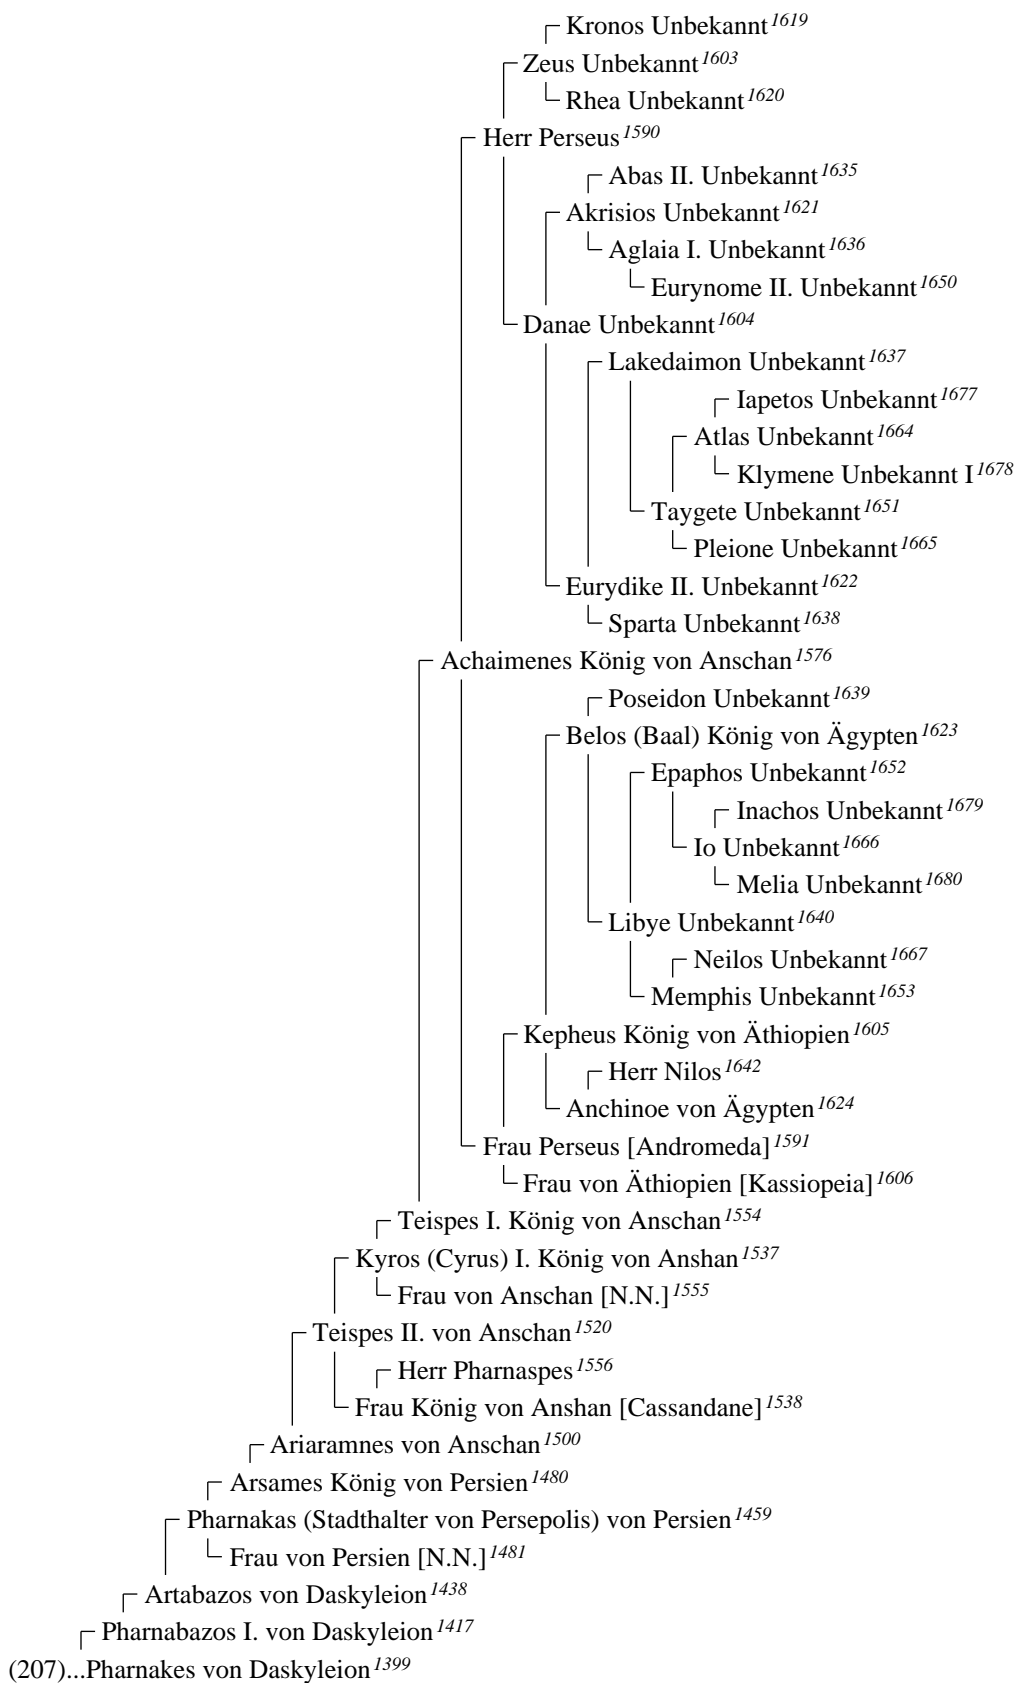 Kronos Unbekannt1619
Zeus Unbekannt1603
Rhea Unbekannt1620
Herr Perseus1590
Abas II. Unbekannt1635
Akrisios Unbekannt1621
Aglaia I. Unbekannt1636
Eurynome II. Unbekannt1650
Danae Unbekannt1604
Lakedaimon Unbekannt1637
Iapetos Unbekannt1677
Atlas Unbekannt1664
Klymene Unbekannt I1678
Taygete Unbekannt1651
Pleione Unbekannt1665
Eurydike II. Unbekannt1622
Sparta Unbekannt1638
Achaimenes König von Anschan1576
Poseidon Unbekannt1639
Belos (Baal) König von Ägypten1623
Epaphos Unbekannt1652
Inachos Unbekannt1679
Io Unbekannt1666
Melia Unbekannt1680
Libye Unbekannt1640
Neilos Unbekannt1667
Memphis Unbekannt1653
Kepheus König von Äthiopien1605
Herr Nilos1642
Anchinoe von Ägypten1624
Frau Perseus [Andromeda]1591
Frau von Äthiopien [Kassiopeia]1606
Teispes I. König von Anschan1554
Kyros (Cyrus) I. König von Anshan1537
Frau von Anschan [N.N.]1555
Teispes II. von Anschan1520
Herr Pharnaspes1556
Frau König von Anshan [Cassandane]1538
Ariaramnes von Anschan1500
Arsames König von Persien1480
Pharnakas (Stadthalter von Persepolis) von Persien1459
Frau von Persien [N.N.]1481
Artabazos von Daskyleion1438
Pharnabazos I. von Daskyleion1417
(207)...Pharnakes von Daskyleion1399